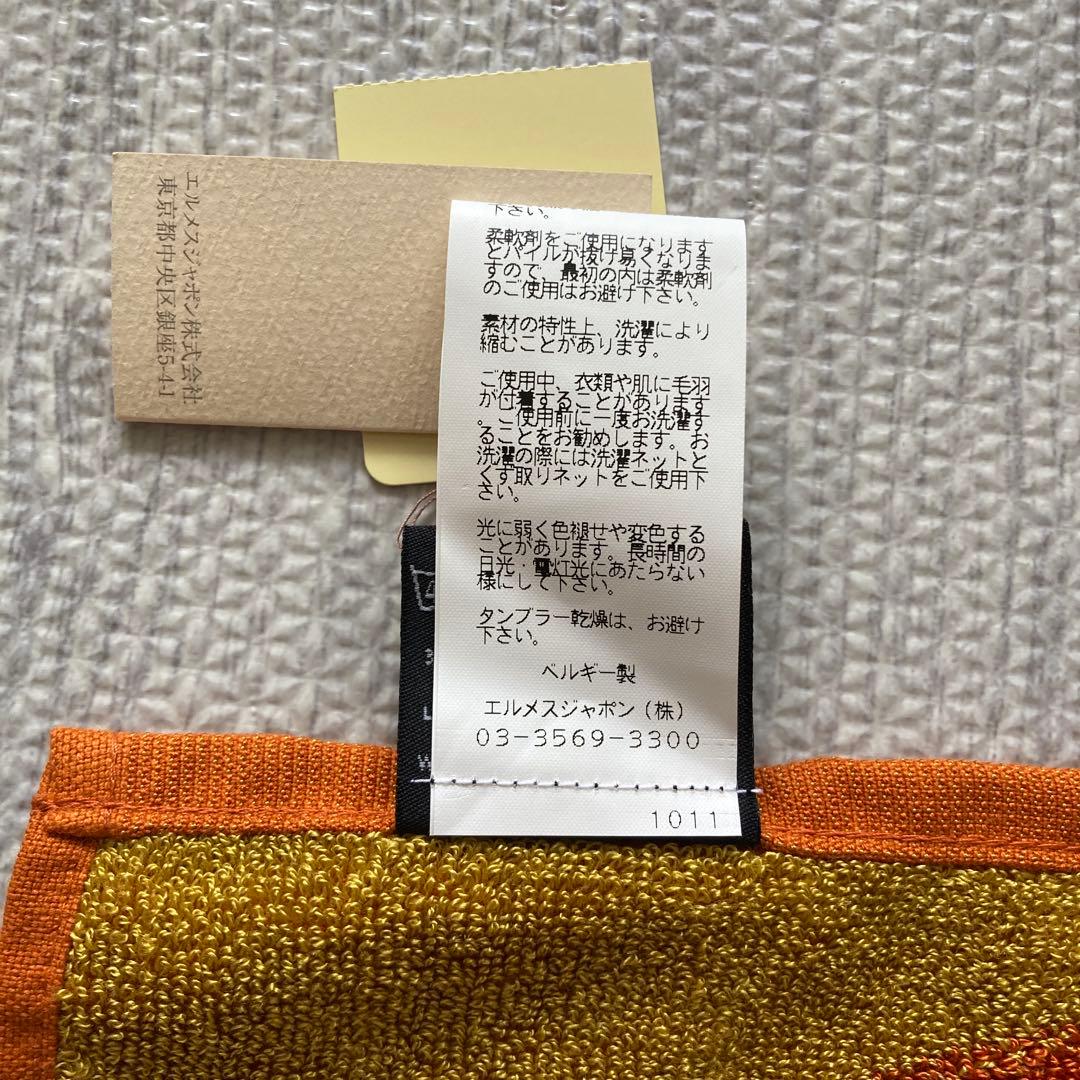 エルメスジャポン株式会社
東京都中央区銀座5-4-1
下さい。
柔軟剤をご使用になります
とパイルが抜け易くなりま
すので、最初の内は柔軟剤
のご使用はお避け下さい。
素材の特性上、洗濯により
縮むことがあります。
ご使用中、衣類や肌に毛羽
が付着することがあります
。ご使用前に一度お洗濯す
ることをお勧めします。お
洗濯の際には洗濯ネットと
くず取りネットをご使用下
さい。
光に弱く色褪せや変色する
ことがあります。長時間の
日光・電灯光にあたらない
様にして下さい。
タンブラー乾燥は、お避け
下さい。
ベルギー製
エルメスジャポン（株）
03-3569-3300
1011